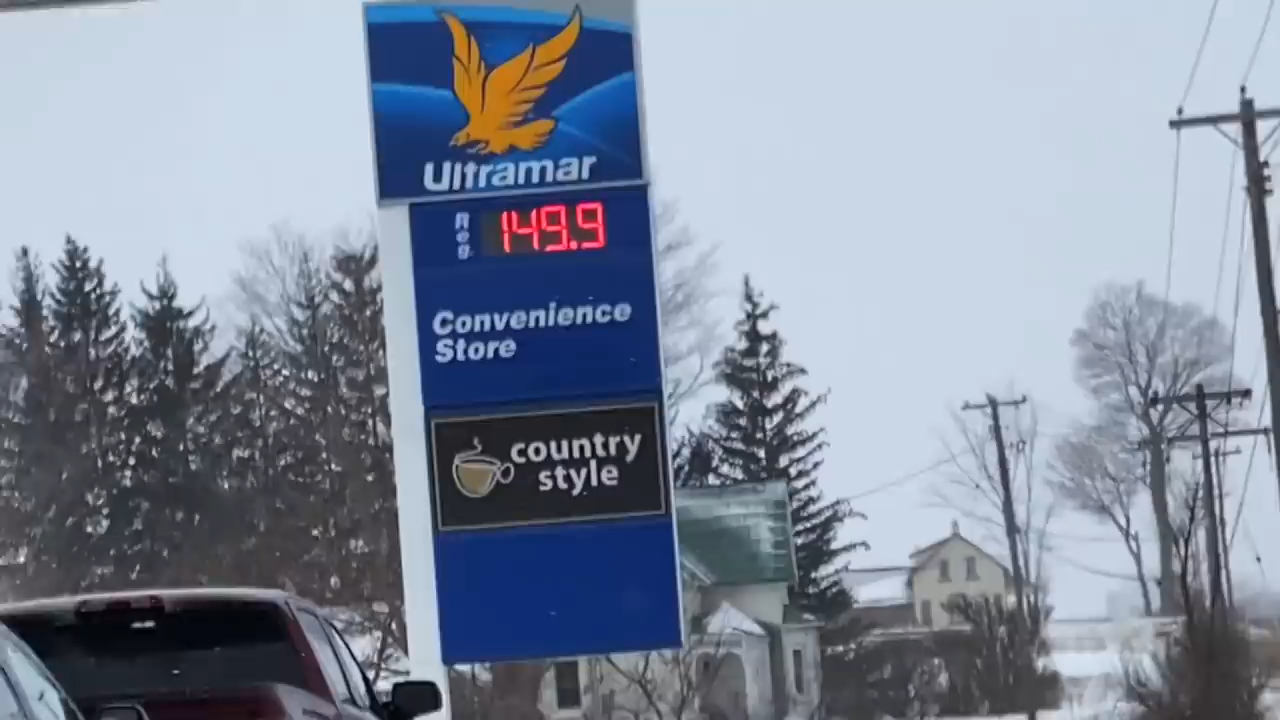 Ultramar
Reg. 149.9
Convenience
Store
country
style